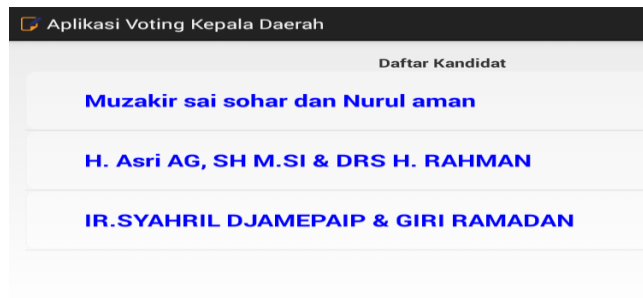 Aplikasi Voting Kepala Daerah
Daftar Kandidat
Muzakir sai sohar dan Nurul aman
H. Asri AG, SH M.SI & DRS H. RAHMAN
IR.SYAHRIL DJAMEPAIP & GIRI RAMADAN